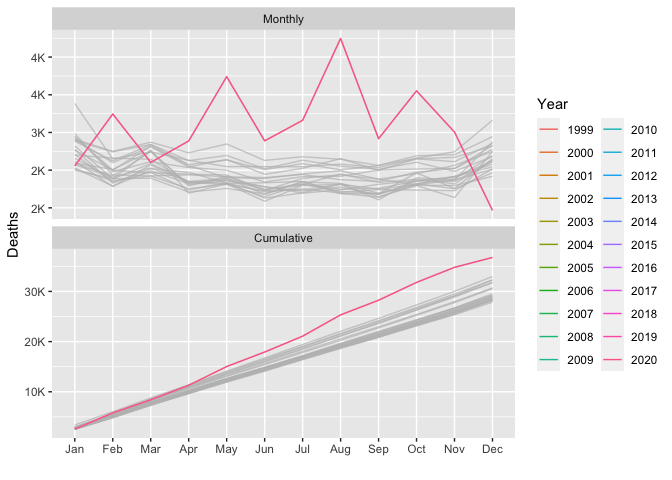 Monthly
4K
4K
3K
2K
2K
Deaths
Cumulative
30K
20K
10K
Jan Feb Mar Apr May Jun Jul Aug Sep Oct Nov Dec
Year
1999 2010
2000 2011
2001 2012
2002 2013
2003 2014
2004 2015
2005 2016
2006 2017
2007 2018
2008 2019
2009 2020